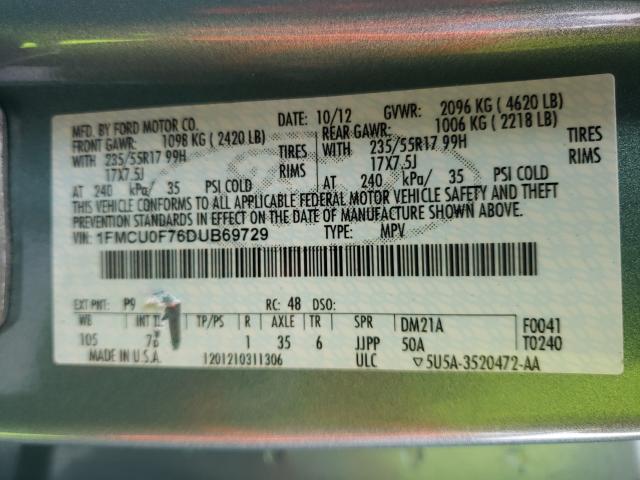 MFD. BY FORD MOTOR CO.
DATE: 10/12 GVWR: 2096 KG ( 4620 LB)
FRONT GAWR: 1098 KG ( 2420 LB) REAR GAWR: 1006 KG ( 2218 LB)
WITH 235/55R17 99H TIRES WITH 235/55R17 99H TIRES
17X7.5J RIMS 17X7.5J RIMS
AT 240 kPa/ 35 PSI COLD AT 240 kPa/ 35 PSI COLD
THIS VEHICLE CONFORMS TO ALL APPLICABLE FEDERAL MOTOR VEHICLE SAFETY AND THEFT
PREVENTION STANDARDS IN EFFECT ON THE DATE OF MANUFACTURE SHOWN ABOVE.
VIN: 1FMCU0F76DUB69729 TYPE: MPV
EXT PNT: P9 RC: 48 DSO:
WB INT TP/PS R AXLE TR SPR DM21A F0041
105 1 35 6 JJPP 50A T0240
MADE IN U.S.A. 1201210311306 ULC ▽5U5A-3520472-AA